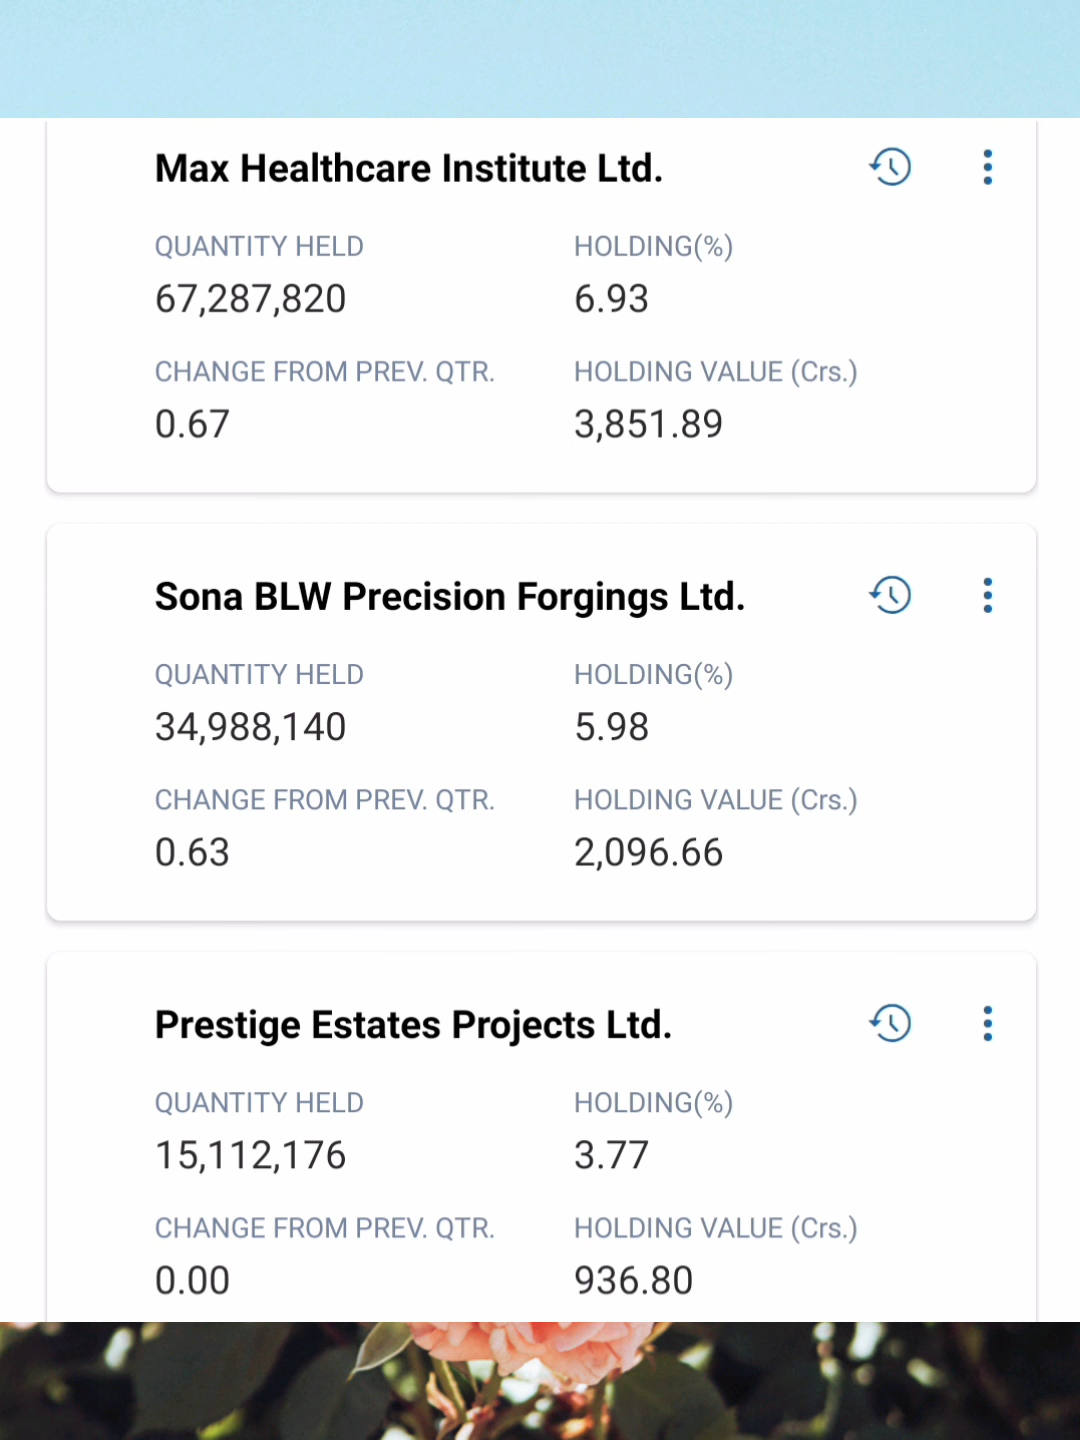 Max Healthcare Institute Ltd.
QUANTITY HELD HOLDING(%)
67,287,820 6.93
CHANGE FROM PREV. QTR. HOLDING VALUE (Crs.)
0.67 3,851.89
Sona BLW Precision Forgings Ltd.
QUANTITY HELD HOLDING(%)
34,988,140 5.98
CHANGE FROM PREV. QTR. HOLDING VALUE (Crs.)
0.63 2,096.66
Prestige Estates Projects Ltd.
QUANTITY HELD HOLDING(%)
15,112,176 3.77
CHANGE FROM PREV. QTR. HOLDING VALUE (Crs.)
0.00 936.80